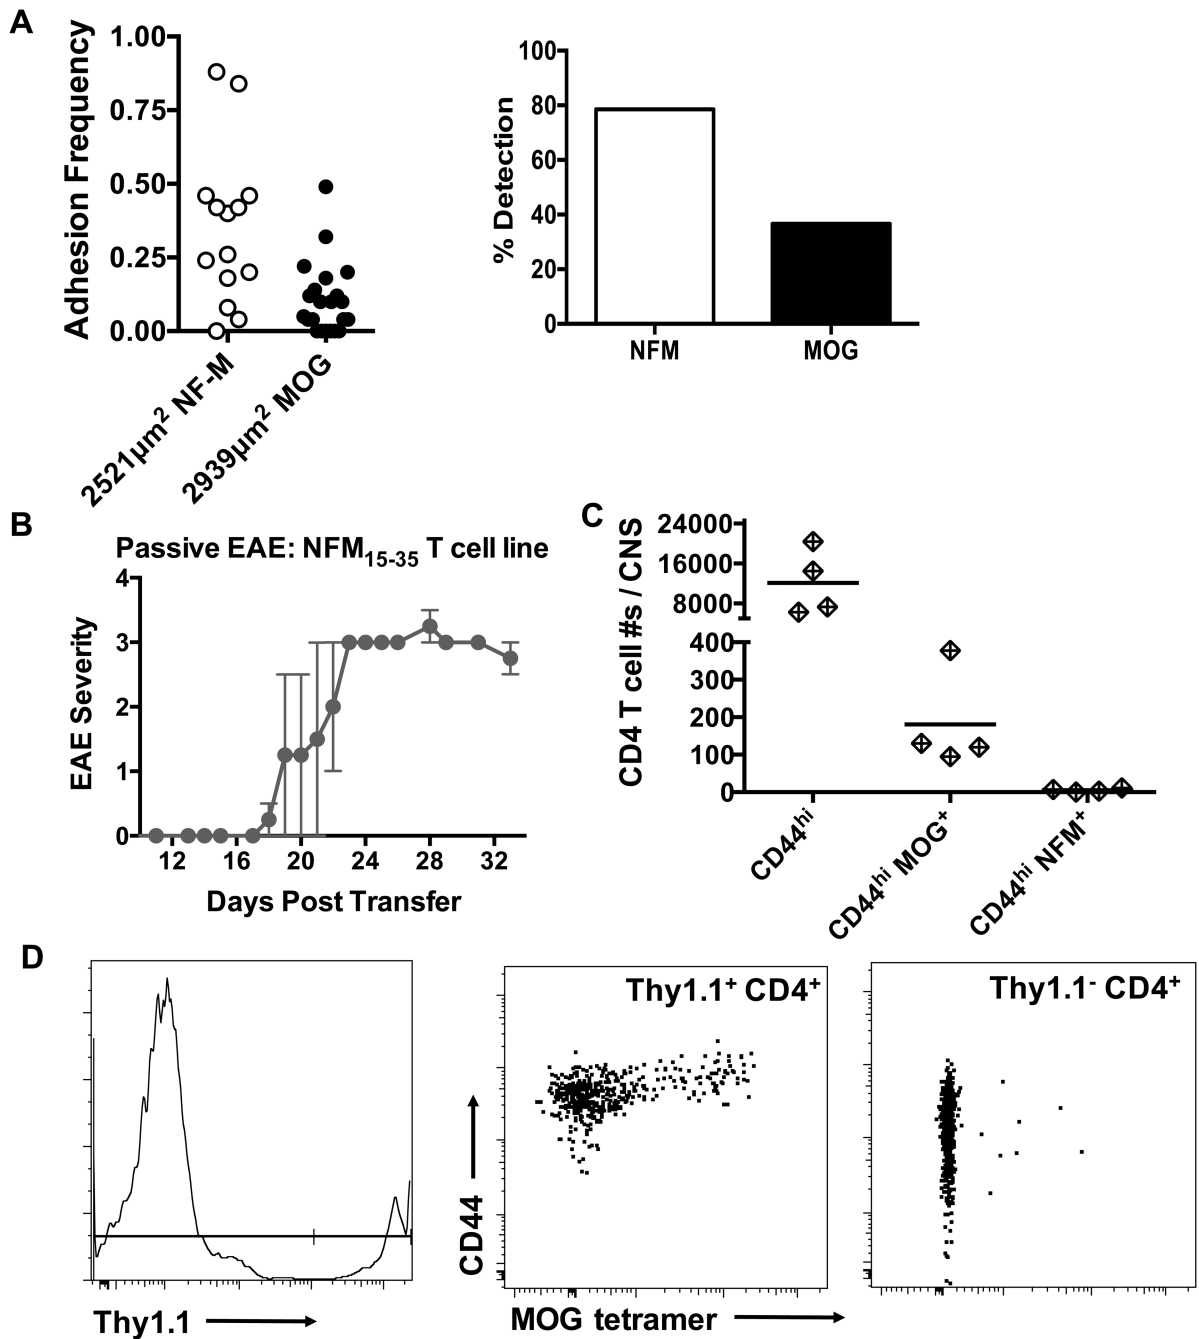 A
Adhesion Frequency
1.00
0.75
0.50
0.25
0.00
2521µm² NF-M
2939µm² MOG
% Detection
100
80
60
40
20
0
NFM
MOG
B
Passive EAE: NFM₁₅₋₃₅ T cell line
EAE Severity
4
3
2
1
0
12 16 20 24 28 32
Days Post Transfer
C
CD4 T cell #s / CNS
24000
16000
8000
400
300
200
100
0
CD44ʰⁱ
CD44ʰⁱ MOG⁺
CD44ʰⁱ NFM⁺
D
Thy1.1
Thy1.1⁺ CD4⁺
CD44
MOG tetramer
Thy1.1⁻ CD4⁺